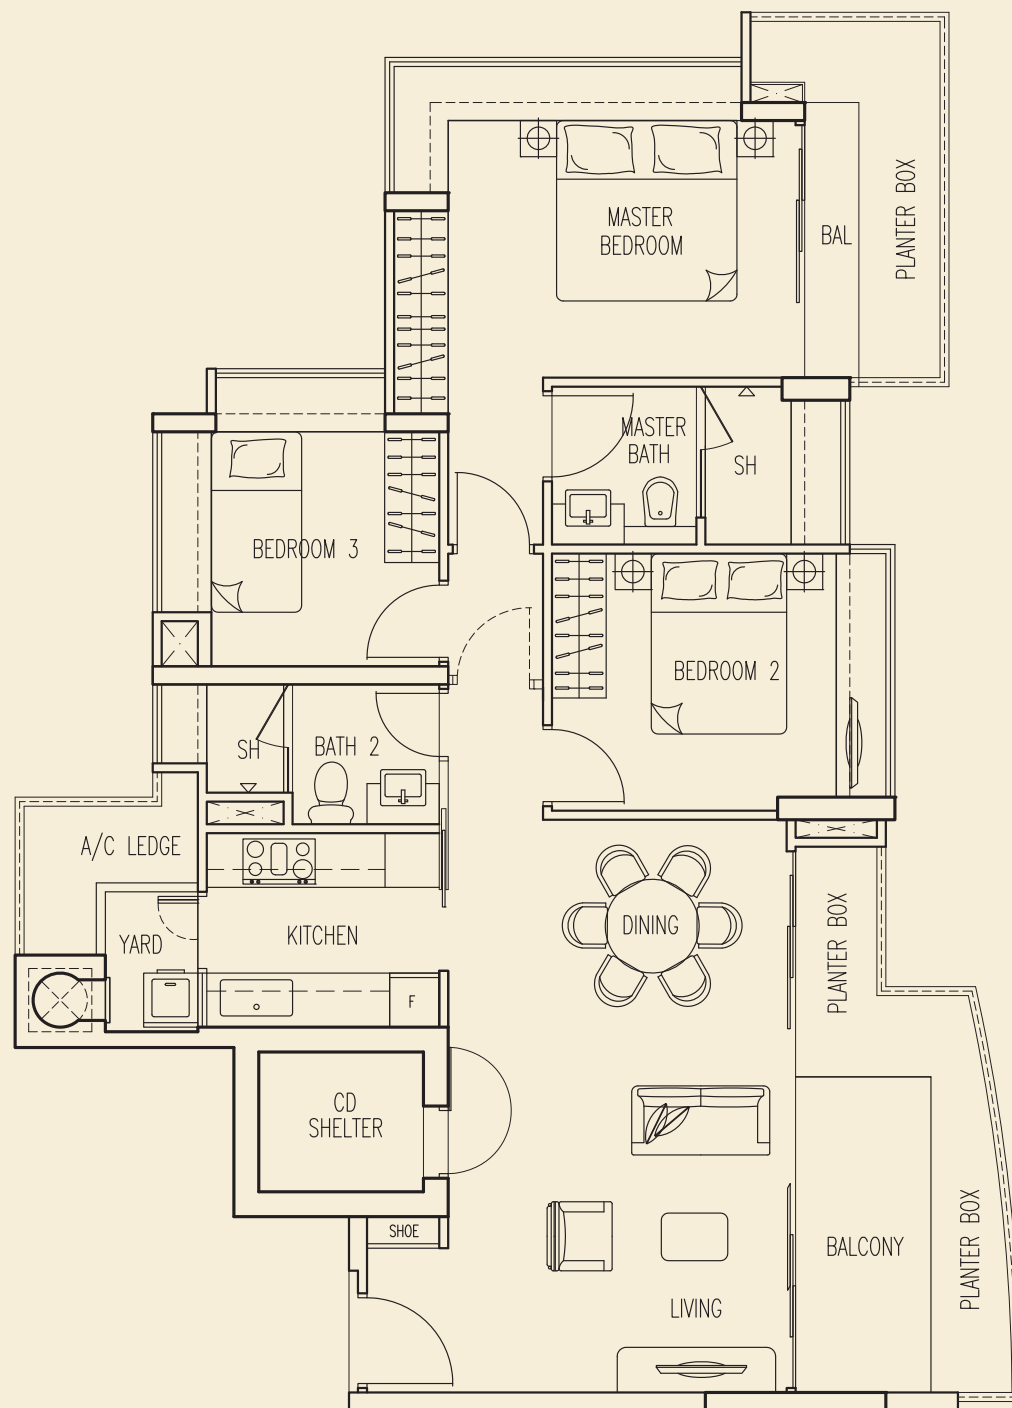 MASTER
BEDROOM
BAL
PLANTER BOX
MASTER
BATH
SH
BEDROOM 3
BEDROOM 2
SH
BATH 2
A/C LEDGE
YARD
KITCHEN
DINING
PLANTER BOX
F
CD
SHELTER
SHOE
BALCONY
PLANTER BOX
LIVING